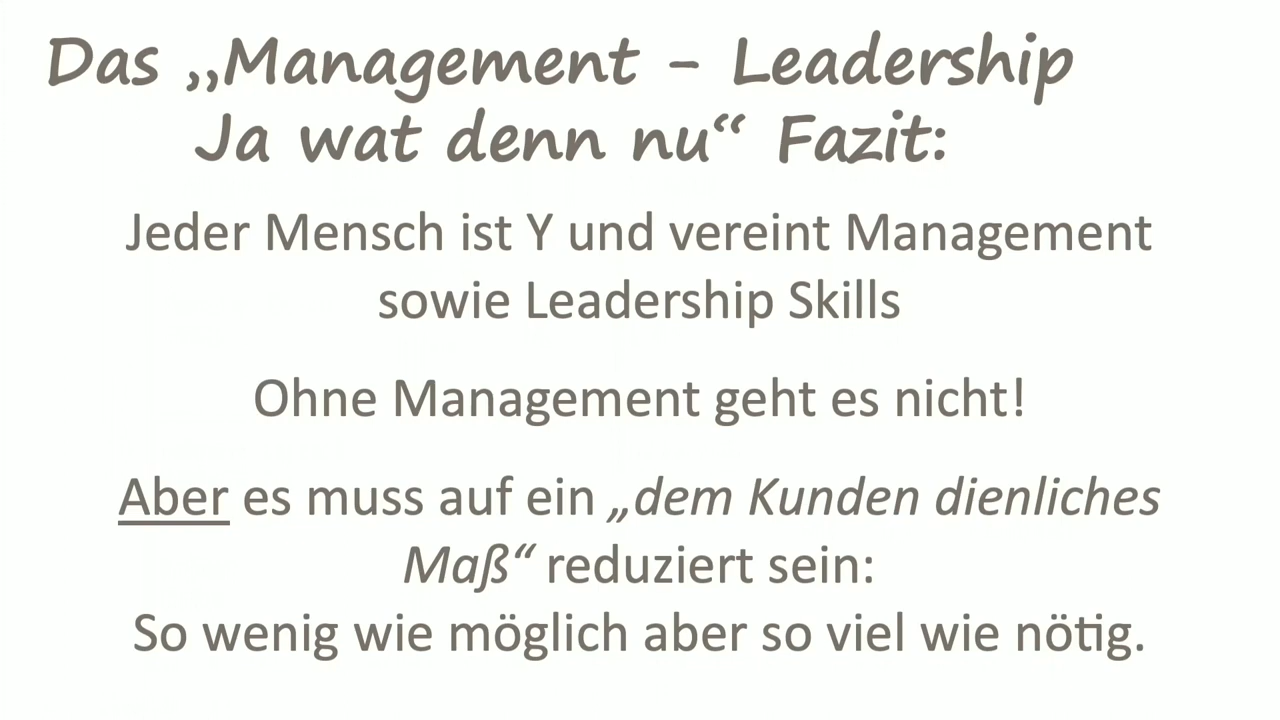 Das „Management – Leadership
Ja wat denn nu“ Fazit:
Jeder Mensch ist Y und vereint Management
sowie Leadership Skills
Ohne Management geht es nicht!
Aber es muss auf ein „dem Kunden dienliches
Maß“ reduziert sein:
So wenig wie möglich aber so viel wie nötig.